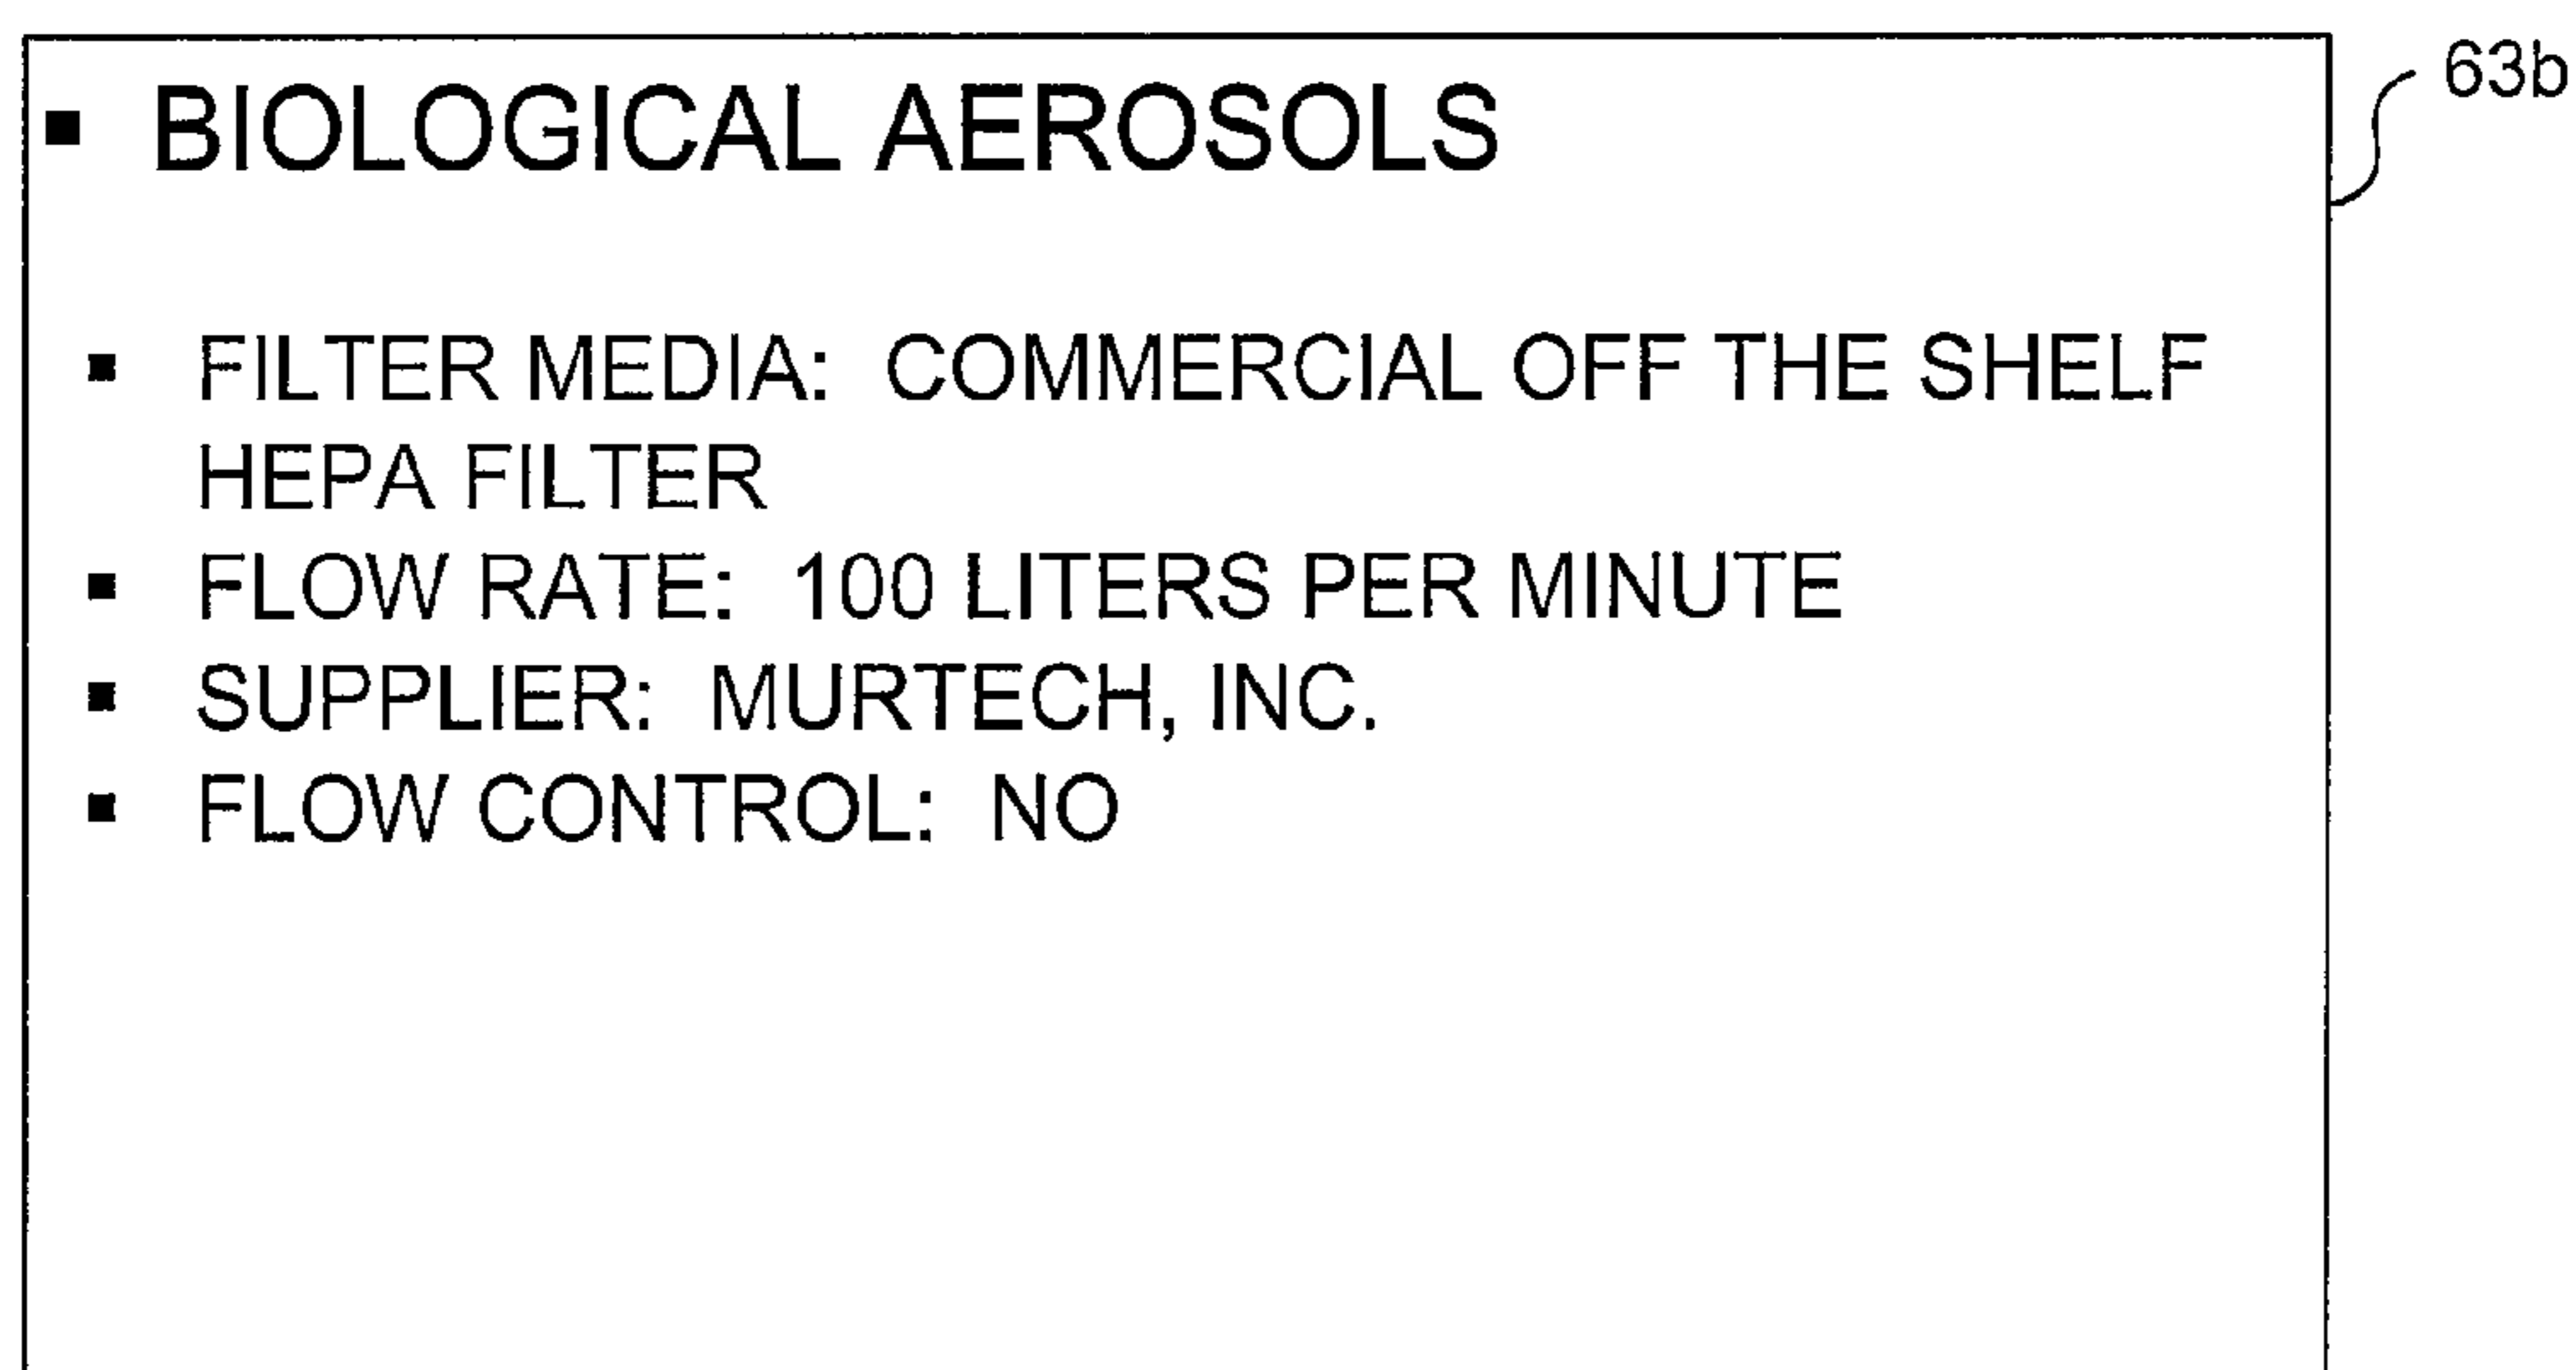 ▪ BIOLOGICAL AEROSOLS
63b
▪ FILTER MEDIA: COMMERCIAL OFF THE SHELF
HEPA FILTER
▪ FLOW RATE: 100 LITERS PER MINUTE
▪ SUPPLIER: MURTECH, INC.
▪ FLOW CONTROL: NO